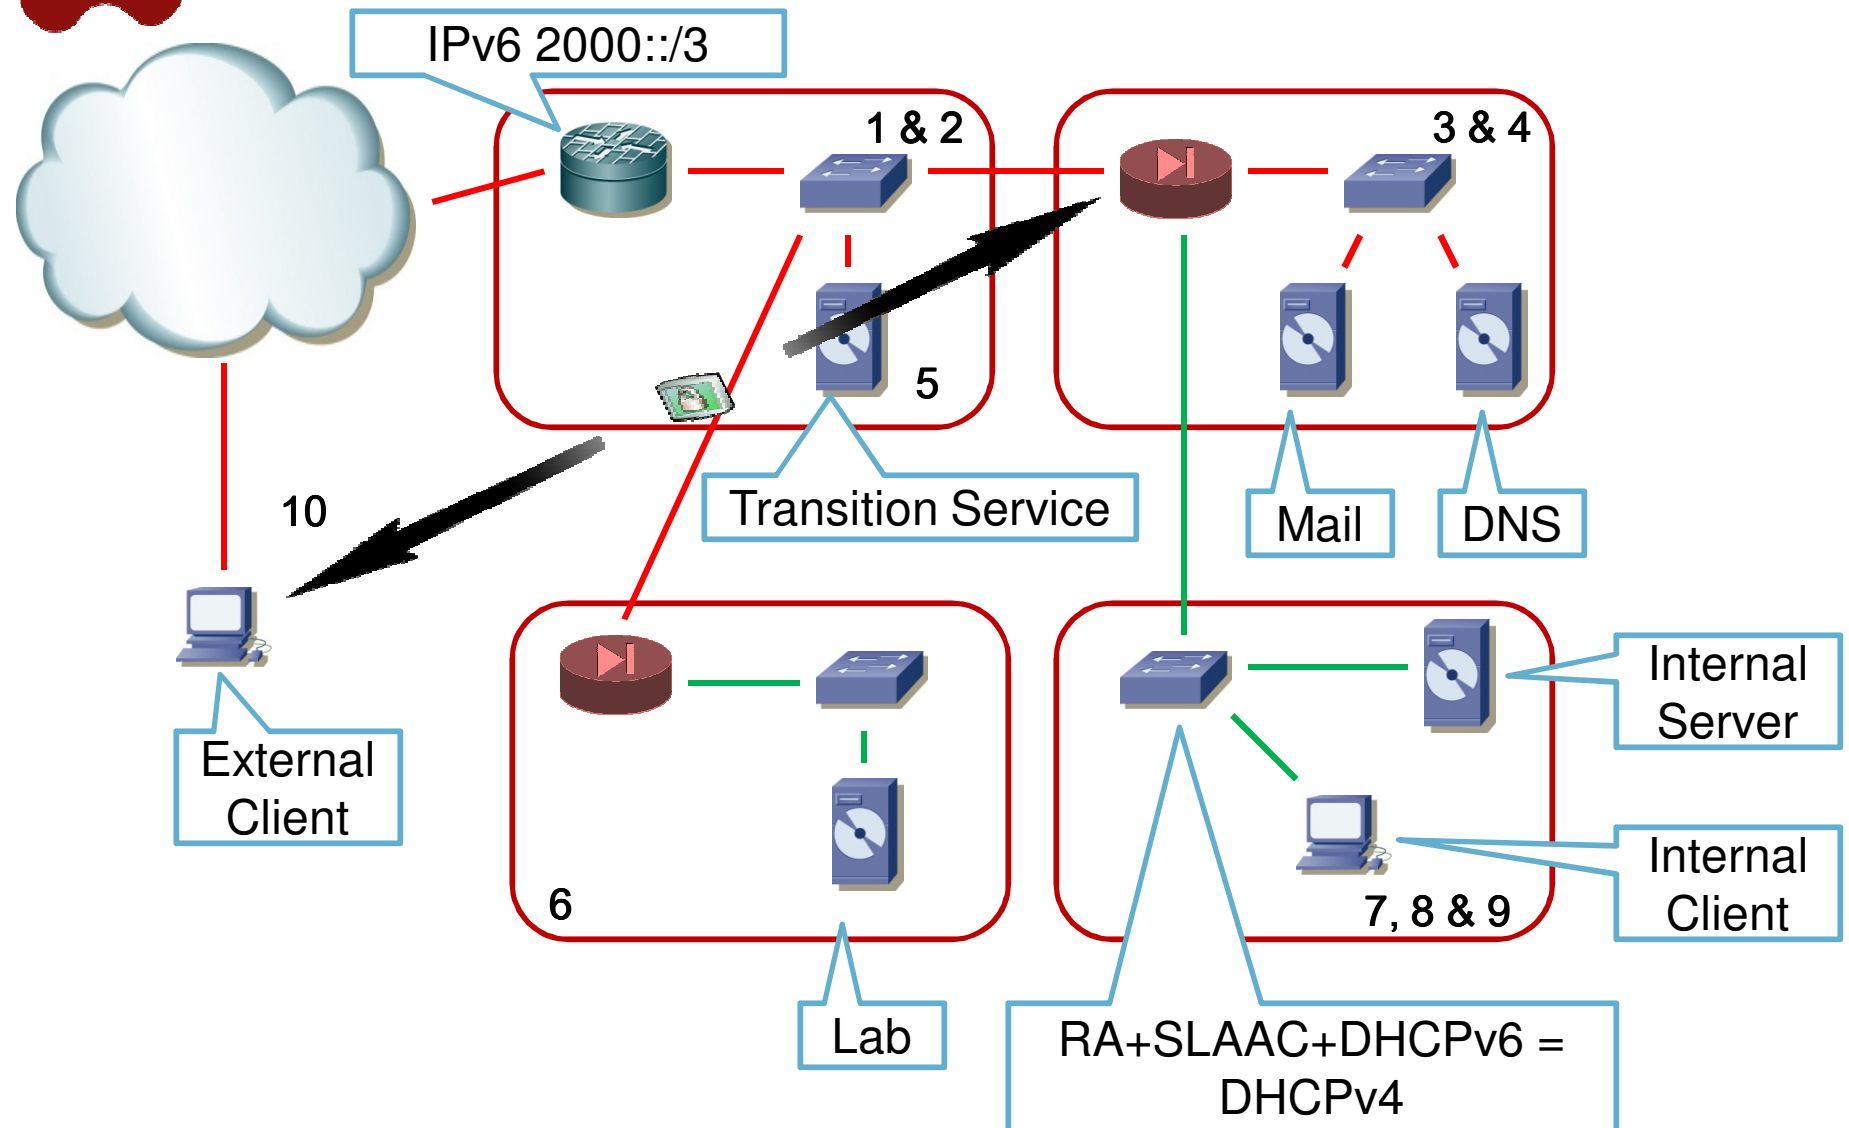 IPv6 2000::/3
1 & 2
3 & 4
5
Transition Service
Mail
DNS
10
External
Client
6
Lab
Internal
Server
Internal
Client
7, 8 & 9
RA+SLAAC+DHCPv6 =
DHCPv4